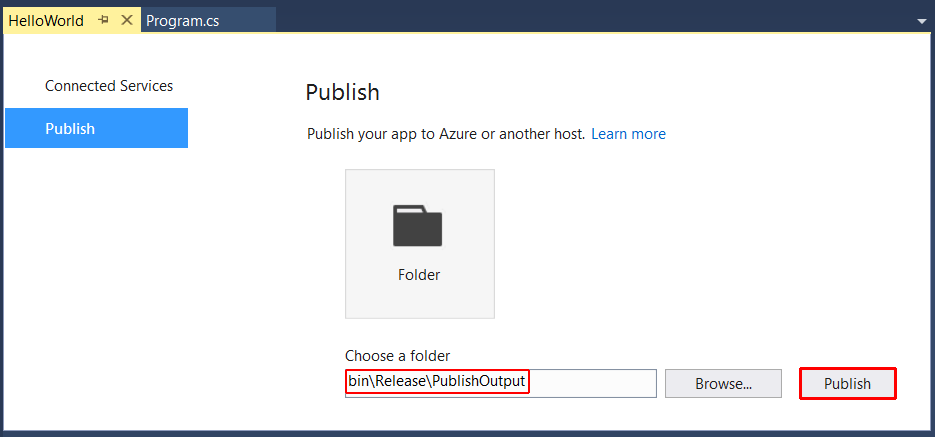 HelloWorld
Program.cs
Connected Services
Publish
Publish
Publish your app to Azure or another host. Learn more
Folder
Choose a folder
bin\Release\PublishOutput
Browse...
Publish